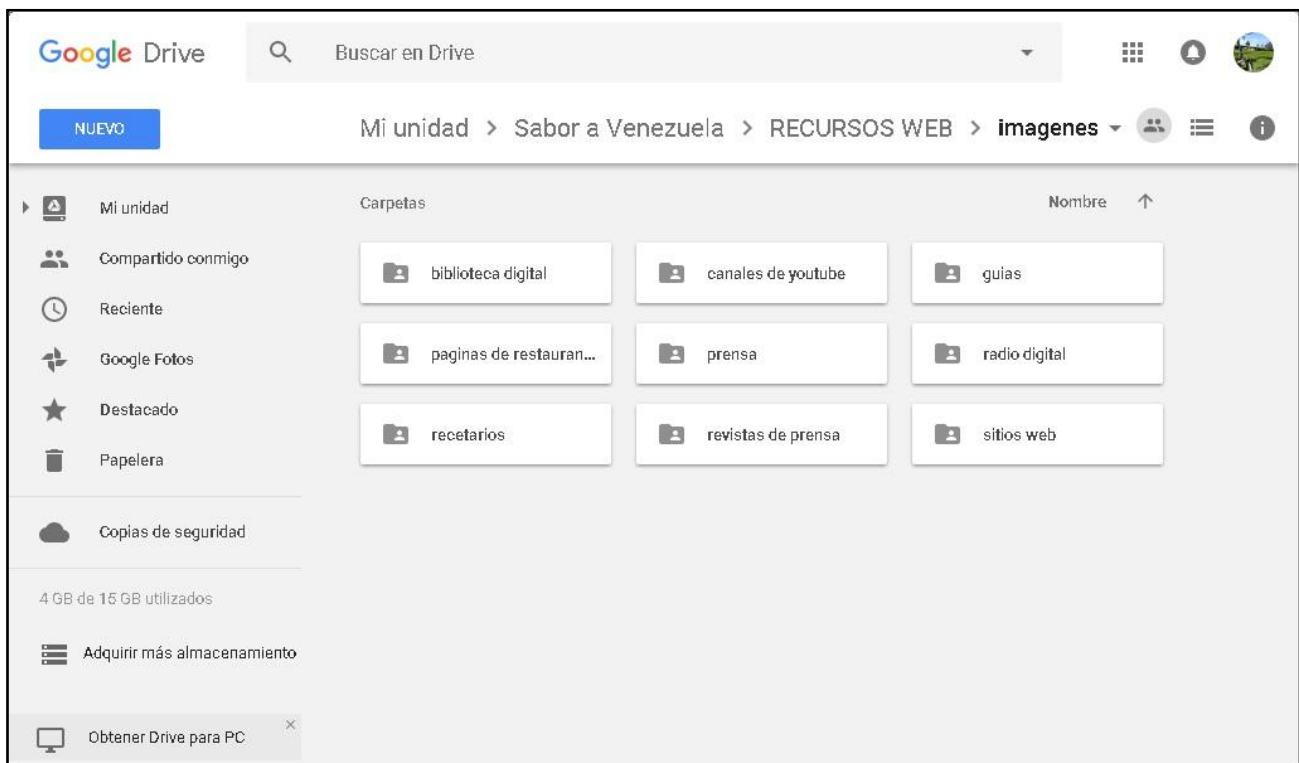 Google Drive
Buscar en Drive
NUEVO
Mi unidad > Sabor a Venezuela > RECURSOS WEB > imagenes
Mi unidad
Compartido conmigo
Reciente
Google Fotos
Destacado
Papelera
Copias de seguridad
4 GB de 15 GB utilizados
Adquirir más almacenamiento
Obtener Drive para PC
Carpetas Nombre
biblioteca digital canales de youtube guias
paginas de restauran... prensa radio digital
recetarios revistas de prensa sitios web